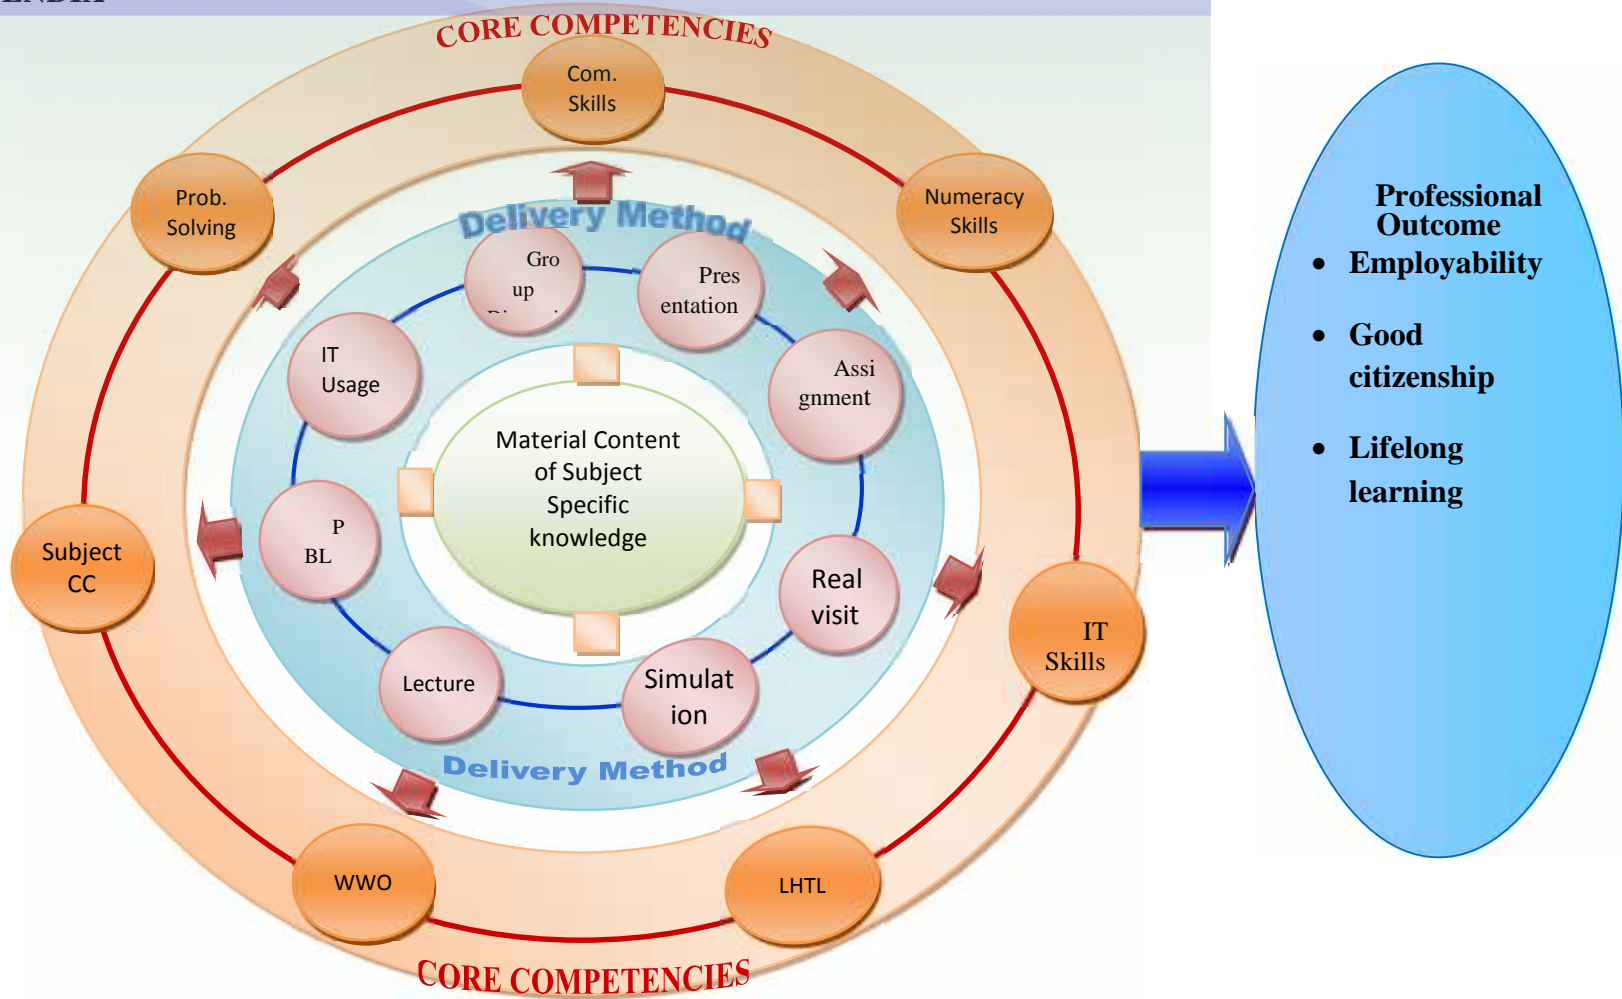 CORE COMPETENCIES
Com.
Skills
Prob.
Solving
Numeracy
Skills
Delivery Method
Gro
up
Pres
entation
IT
Usage
Assi
gnment
Material Content
of Subject
Specific
knowledge
P
BL
Subject
CC
Real
visit
IT
Skills
Lecture
Simulat
ion
Delivery Method
WWO
LHTL
CORE COMPETENCIES
Professional
Outcome
• Employability
• Good
citizenship
• Lifelong
learning